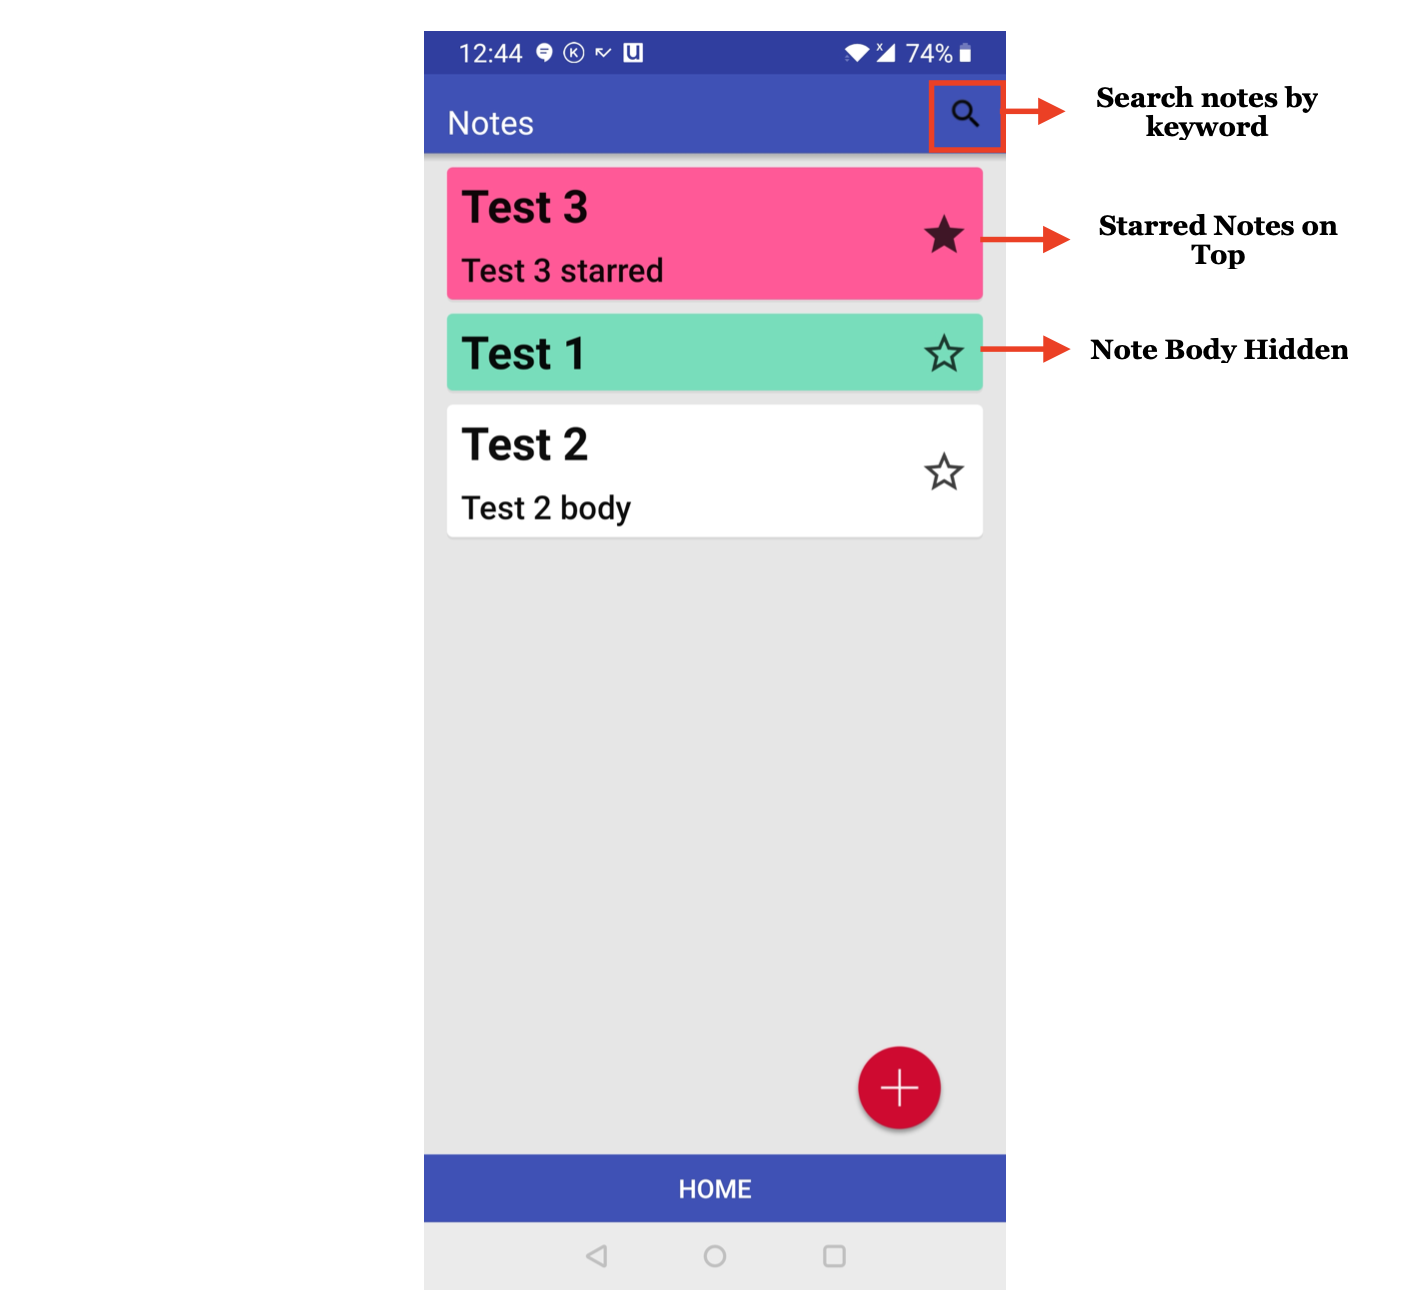 12:44
74%
Notes
Search notes by
keyword
Test 3
Test 3 starred
Starred Notes on
Top
Test 1
Note Body Hidden
Test 2
Test 2 body
HOME